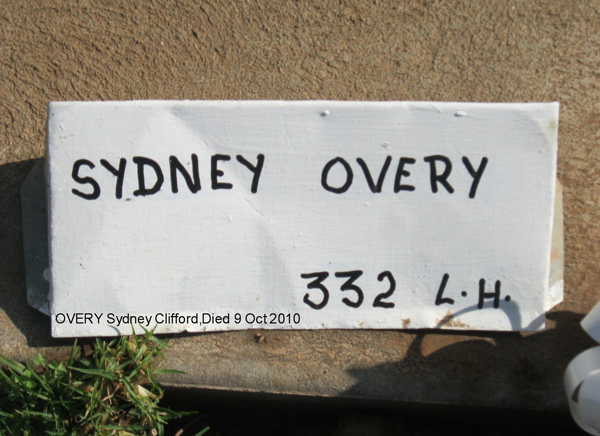 SYDNEY OVERY
332 L.H.
OVERY Sydney Clifford,Died 9 Oct 2010